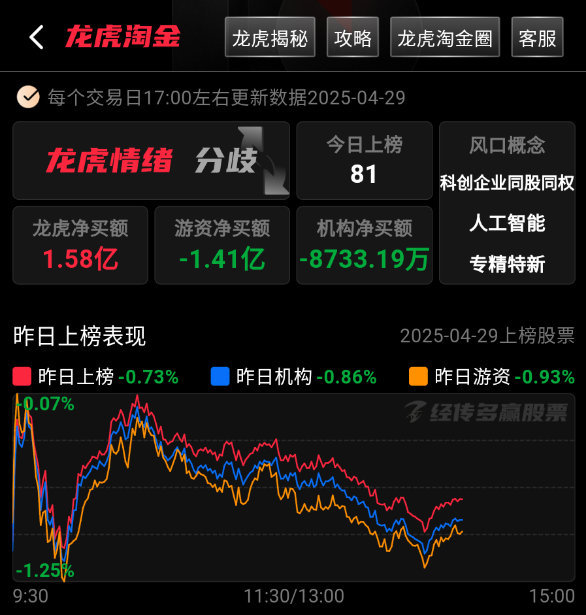 龙虎淘金
龙虎揭秘 攻略 龙虎淘金圈 客服
每个交易日17:00左右更新数据2025-04-29
龙虎情绪 分歧
今日上榜
81
风口概念
科创企业同股同权
人工智能
专精特新
龙虎净买额
1.58亿
游资净买额
-1.41亿
机构净买额
-8733.19万
昨日上榜表现
2025-04-29上榜股票
昨日上榜-0.73% 昨日机构-0.86% 昨日游资-0.93%
-0.07%
经传多赢股票
-1.25%
9:30 11:30/13:00 15:00